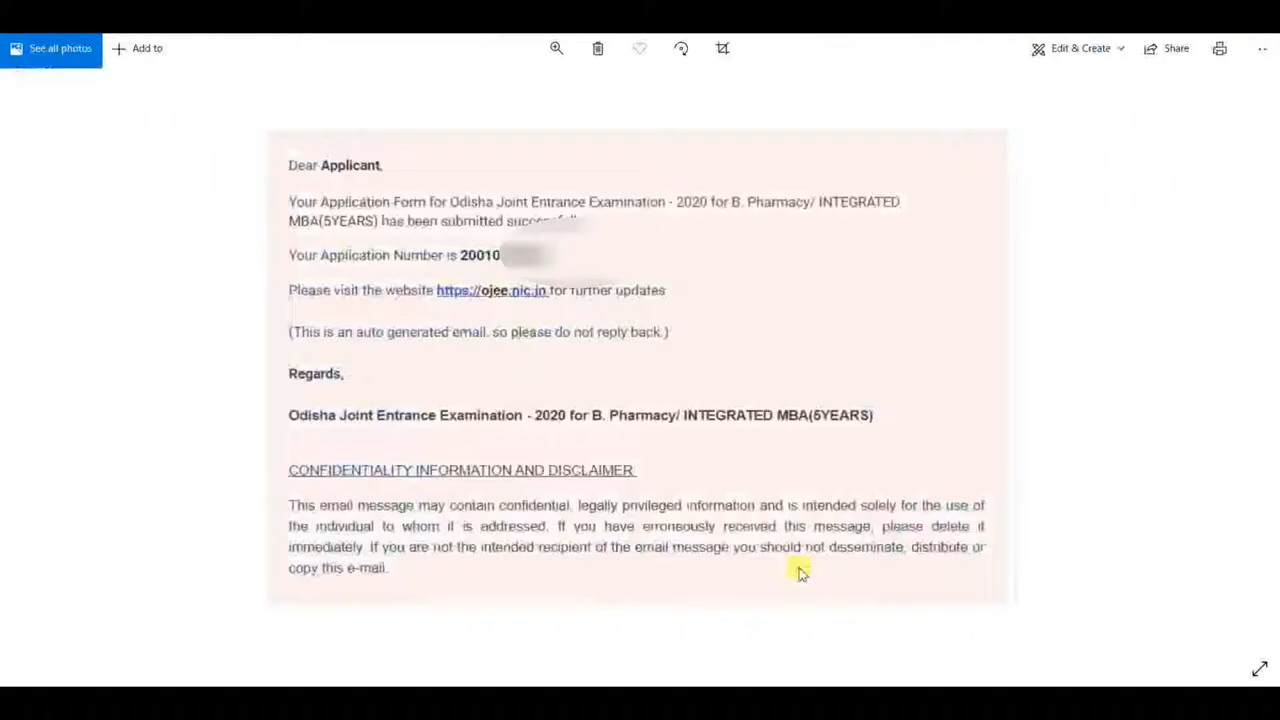 See all photos
Add to
Edit & Create
Share
Dear Applicant,
Your Application Form for Odisha Joint Entrance Examination - 2020 for B. Pharmacy/ INTEGRATED
MBA(5YEARS) has been submitted
Your Application Number is 20010
Please visit the website https://ojee.nic.in for further updates
(This is an auto generated email. so please do not reply back.)
Regards,
Odisha Joint Entrance Examination - 2020 for B. Pharmacy/ INTEGRATED MBA(5YEARS)
CONFIDENTIALITY INFORMATION AND DISCLAIMER
This email message may contain confidential, legally privileged information and is intended solely for the use of
the individual to whom it is addressed. If you have erroneously received this message, please delete it
immediately. If you are not the intended recipient of the email message you should not disseminate, distribute or
copy this e-mail.